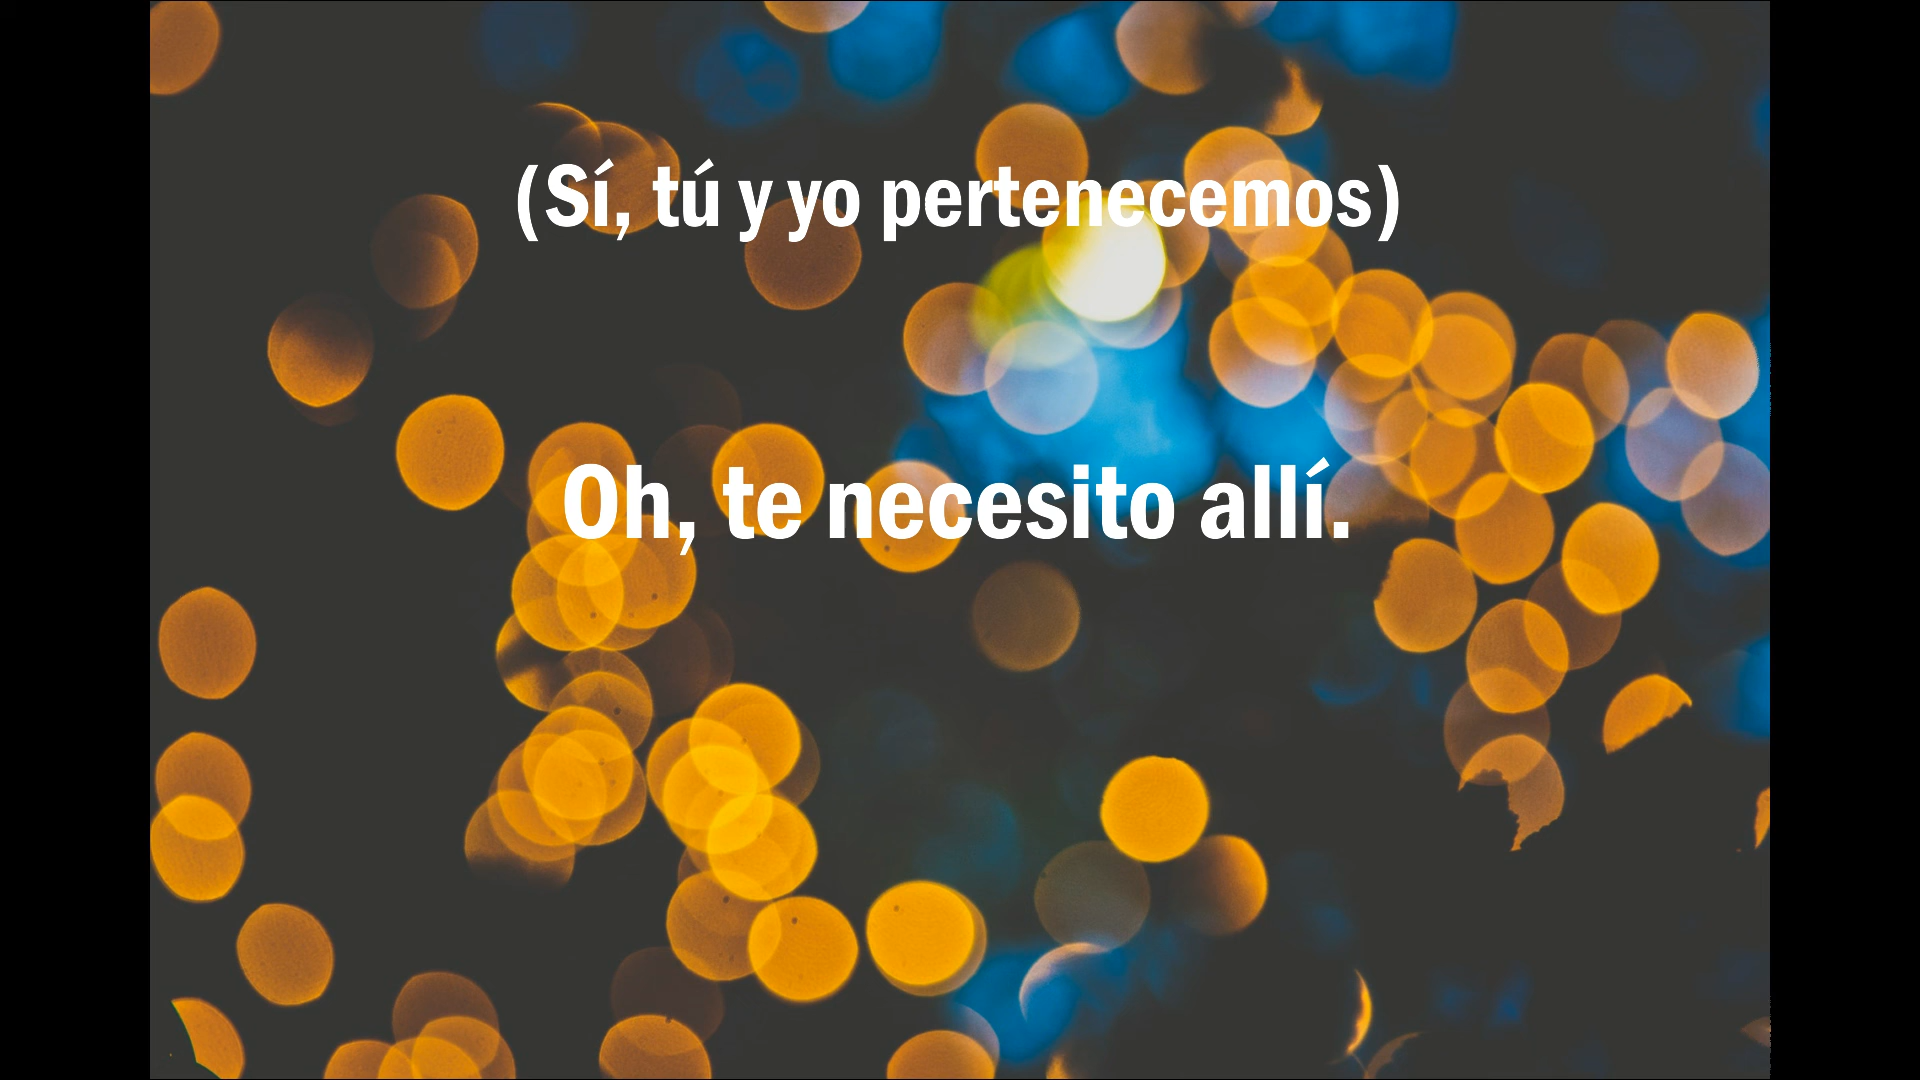 (Sí, tú y yo pertenecemos)
Oh, te necesito allí.